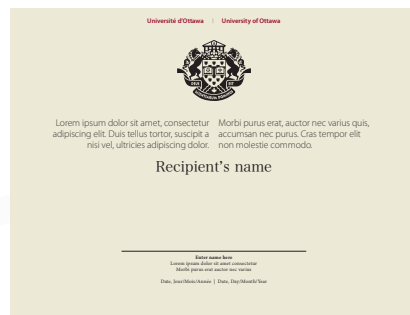 Université d'Ottawa | University of Ottawa
Lorem ipsum dolor sit amet, consectetur
adipiscing elit. Duis tellus tortor, suscipit a
nisi vel, ultricies adipiscing dolor.
Morbi purus erat, auctor nec varius quis,
accumsan nec purus. Cras tempor elit
non molestie commodo.
Recipient's name
Enter name here
Lorem ipsum dolor sit amet consectetur
Morbi purus erat auctor nec varius
Date, Jour/Mois/Année | Date, Day/Month/Year